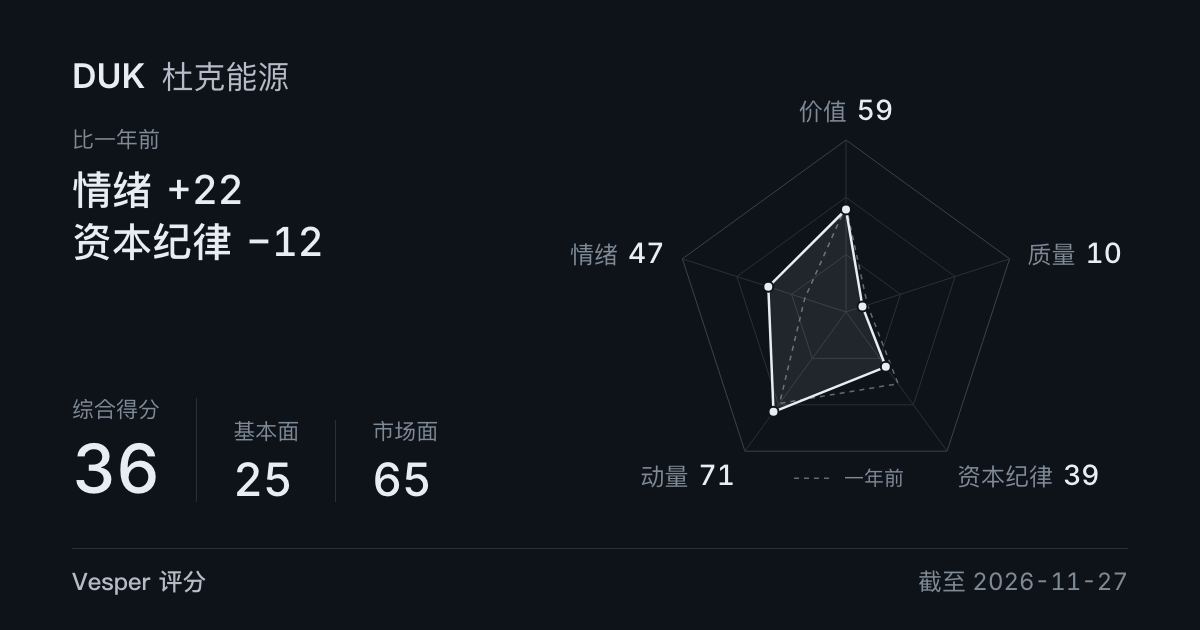 DUK 杜克能源
比一年前
情绪 +22
资本纪律 −12
综合得分
36
基本面
25
市场面
65
价值 59
情绪 47
质量 10
动量 71
一年前
资本纪律 39
Vesper 评分
截至 2026-11-27